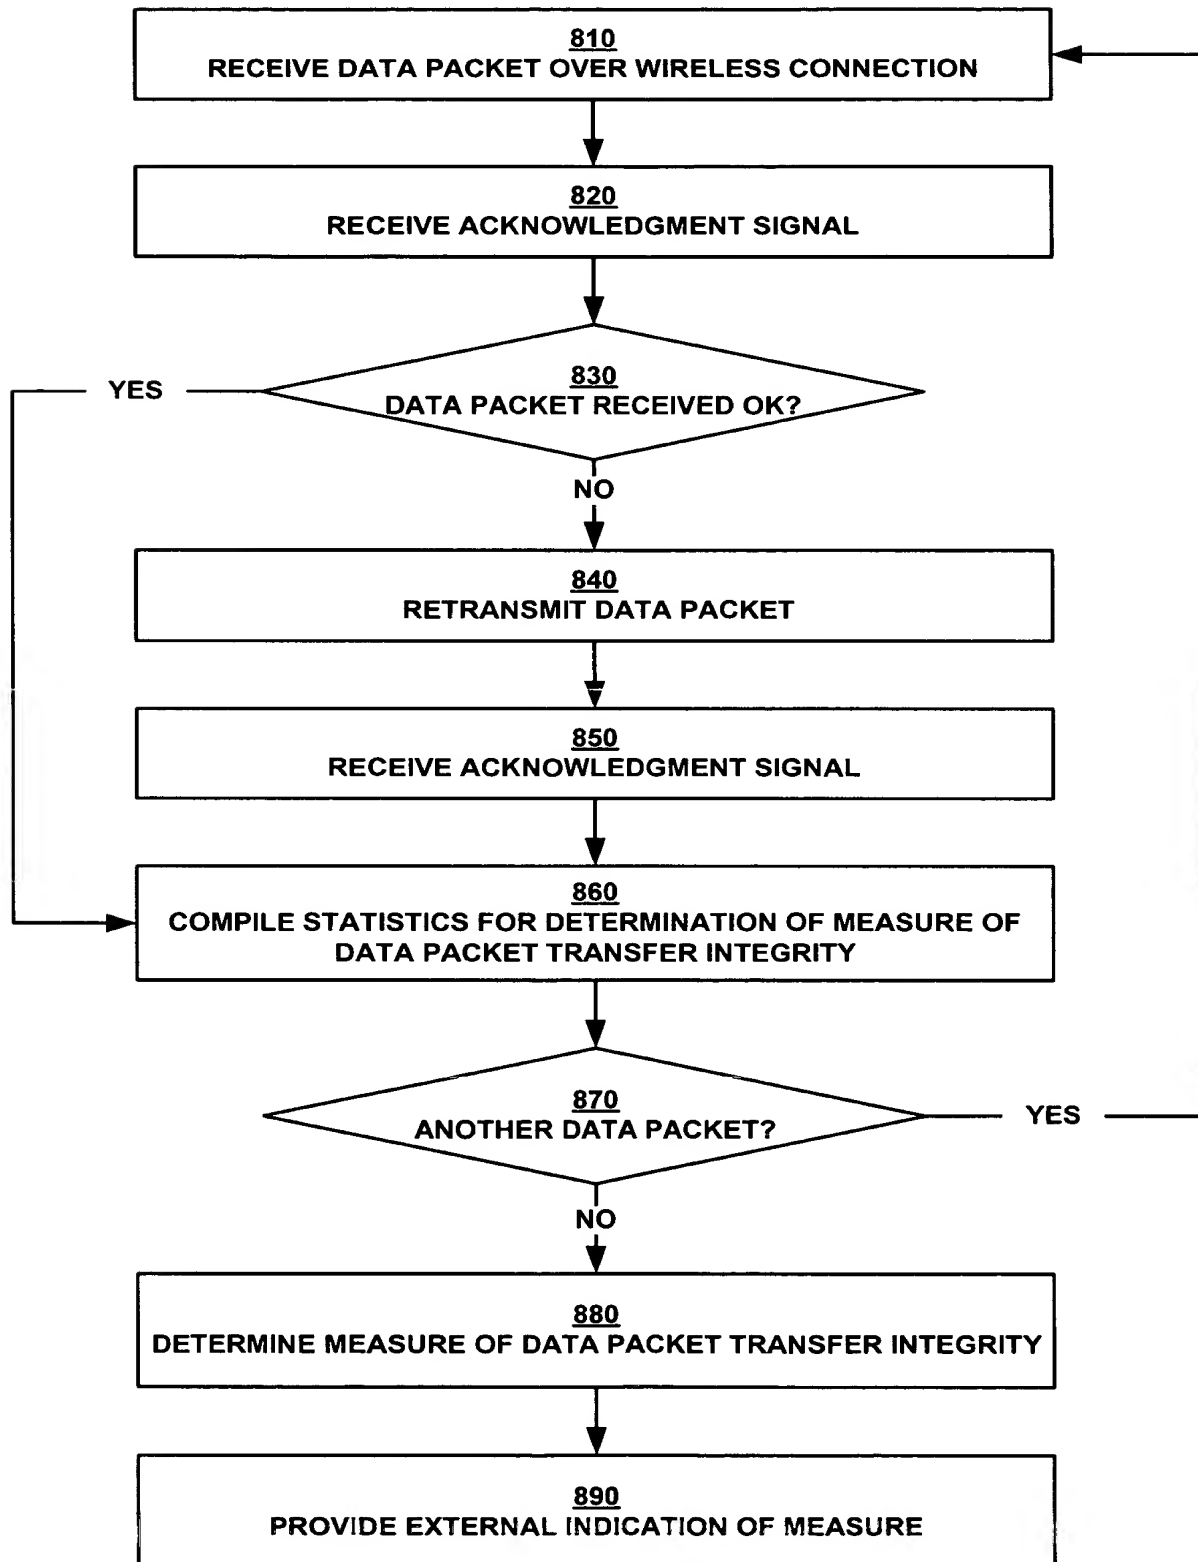 810
RECEIVE DATA PACKET OVER WIRELESS CONNECTION
820
RECEIVE ACKNOWLEDGMENT SIGNAL
830
DATA PACKET RECEIVED OK?
YES
NO
840
RETRANSMIT DATA PACKET
850
RECEIVE ACKNOWLEDGMENT SIGNAL
860
COMPILE STATISTICS FOR DETERMINATION OF MEASURE OF
DATA PACKET TRANSFER INTEGRITY
870
ANOTHER DATA PACKET?
YES
NO
880
DETERMINE MEASURE OF DATA PACKET TRANSFER INTEGRITY
890
PROVIDE EXTERNAL INDICATION OF MEASURE